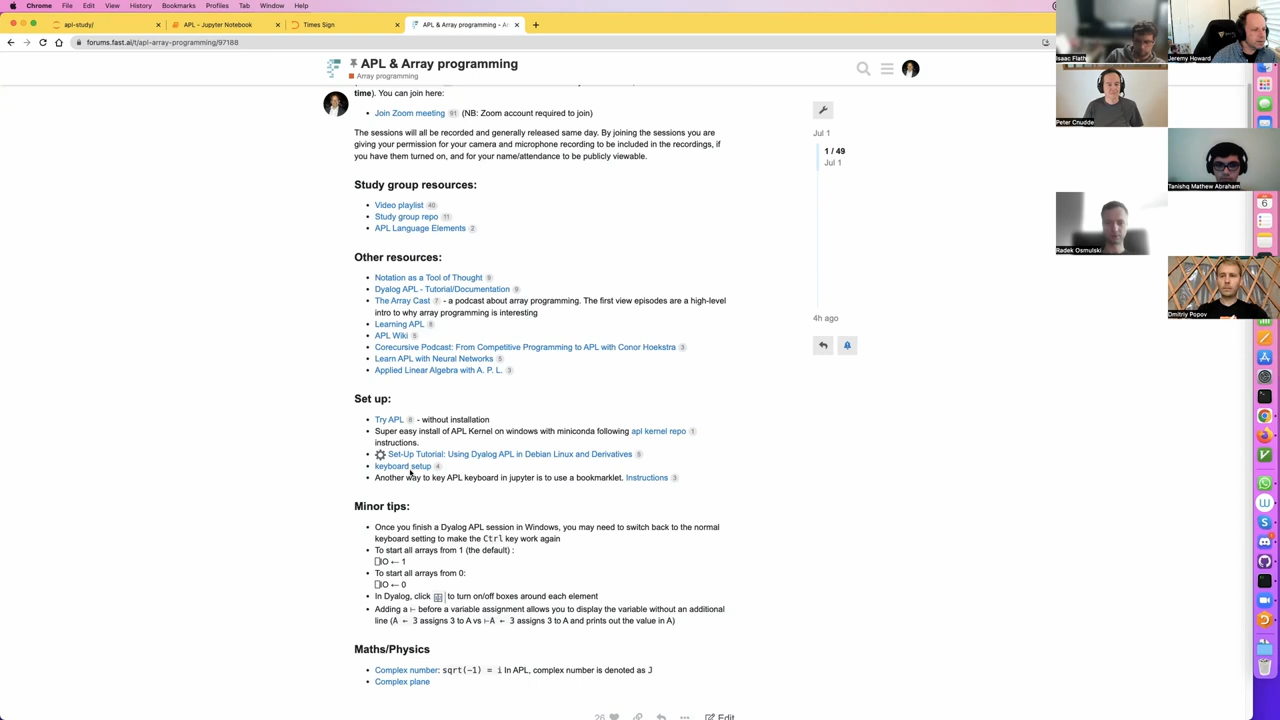 Chrome File Edit View History Bookmarks Profiles Tab Window Help
apl-study/ APL - Jupyter Notebook Times Sign APL & Array programming - Ar
forums.fast.ai/t/apl-array-programming/97188
APL & Array programming
Array programming
time). You can join here:
Join Zoom meeting 91 (NB: Zoom account required to join)
The sessions will all be recorded and generally released same day. By joining the sessions you are
giving your permission for your camera and microphone recording to be included in the recordings, if
you have them turned on, and for your name/attendance to be publicly viewable.
Study group resources:
Video playlist 40
Study group repo 11
APL Language Elements 2
Other resources:
Notation as a Tool of Thought 9
Dyalog APL - Tutorial/Documentation 9
The Array Cast 7 - a podcast about array programming. The first view episodes are a high-level
intro to why array programming is interesting
Learning APL 8
APL Wiki 5
Corecursive Podcast: From Competitive Programming to APL with Conor Hoekstra 3
Learn APL with Neural Networks 5
Applied Linear Algebra with A. P. L. 3
Set up:
Try APL 6 - without installation
Super easy install of APL Kernel on windows with miniconda following apl kernel repo 1
instructions.
Set-Up Tutorial: Using Dyalog APL in Debian Linux and Derivatives 5
keyboard setup 4
Another way to key APL keyboard in jupyter is to use a bookmarklet. Instructions 3
Minor tips:
Once you finish a Dyalog APL session in Windows, you may need to switch back to the normal
keyboard setting to make the Ctrl key work again
To start all arrays from 1 (the default) :
⎕IO ← 1
To start all arrays from 0:
⎕IO ← 0
In Dyalog, click to turn on/off boxes around each element
Adding a ⊢ before a variable assignment allows you to display the variable without an additional
line (A ← 3 assigns 3 to A vs ⊢A ← 3 assigns 3 to A and prints out the value in A)
Maths/Physics
Complex number: sqrt(-1) = i In APL, complex number is denoted as J
Complex plane
26 Edit
Jul 1
1 / 49
Jul 1
4h ago
Isaac Flath
Jeremy Howard
Peter Cnudde
Tanishq Mathew Abraham
Radek Osmulski
Dmitriy Popov
6